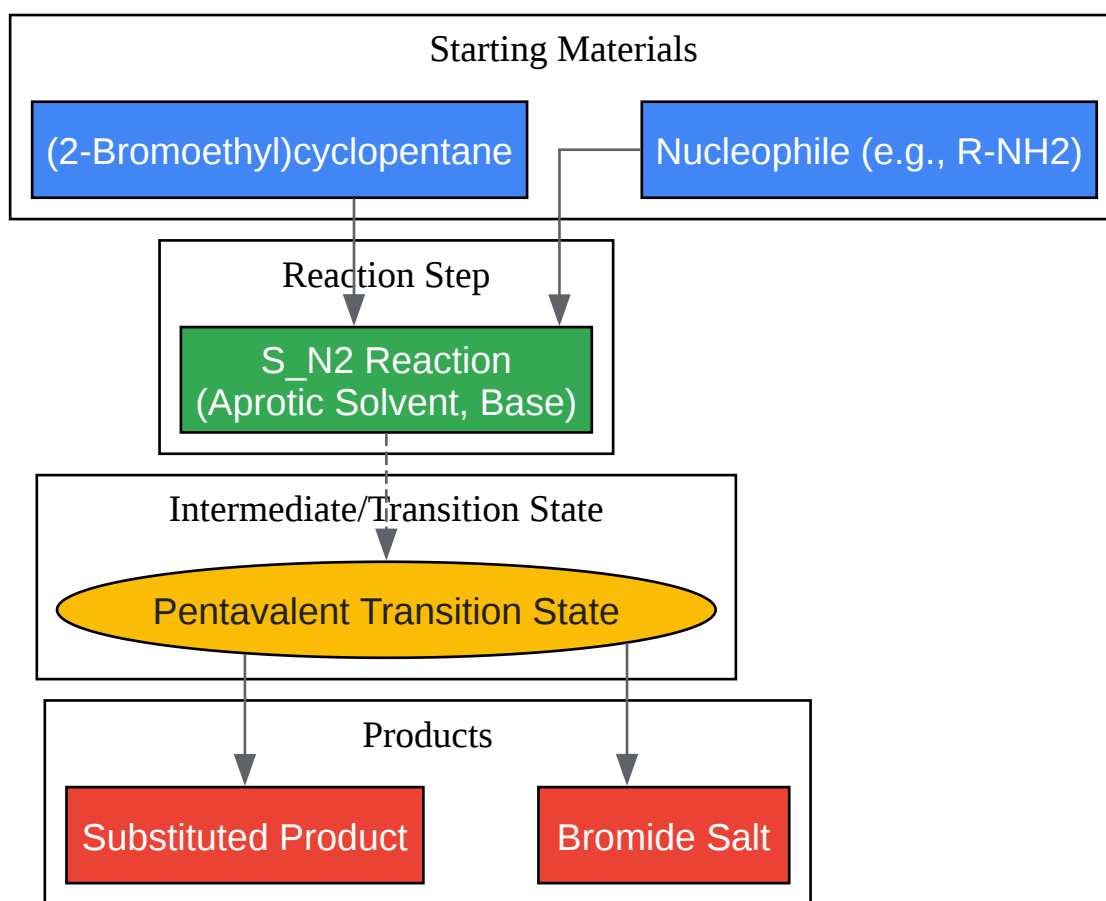 Starting Materials
(2-Bromoethyl)cyclopentane
Nucleophile (e.g., R-NH2)
Reaction Step
S_N2 Reaction
(Aprotic Solvent, Base)
Intermediate/Transition State
Pentavalent Transition State
Products
Substituted Product
Bromide Salt